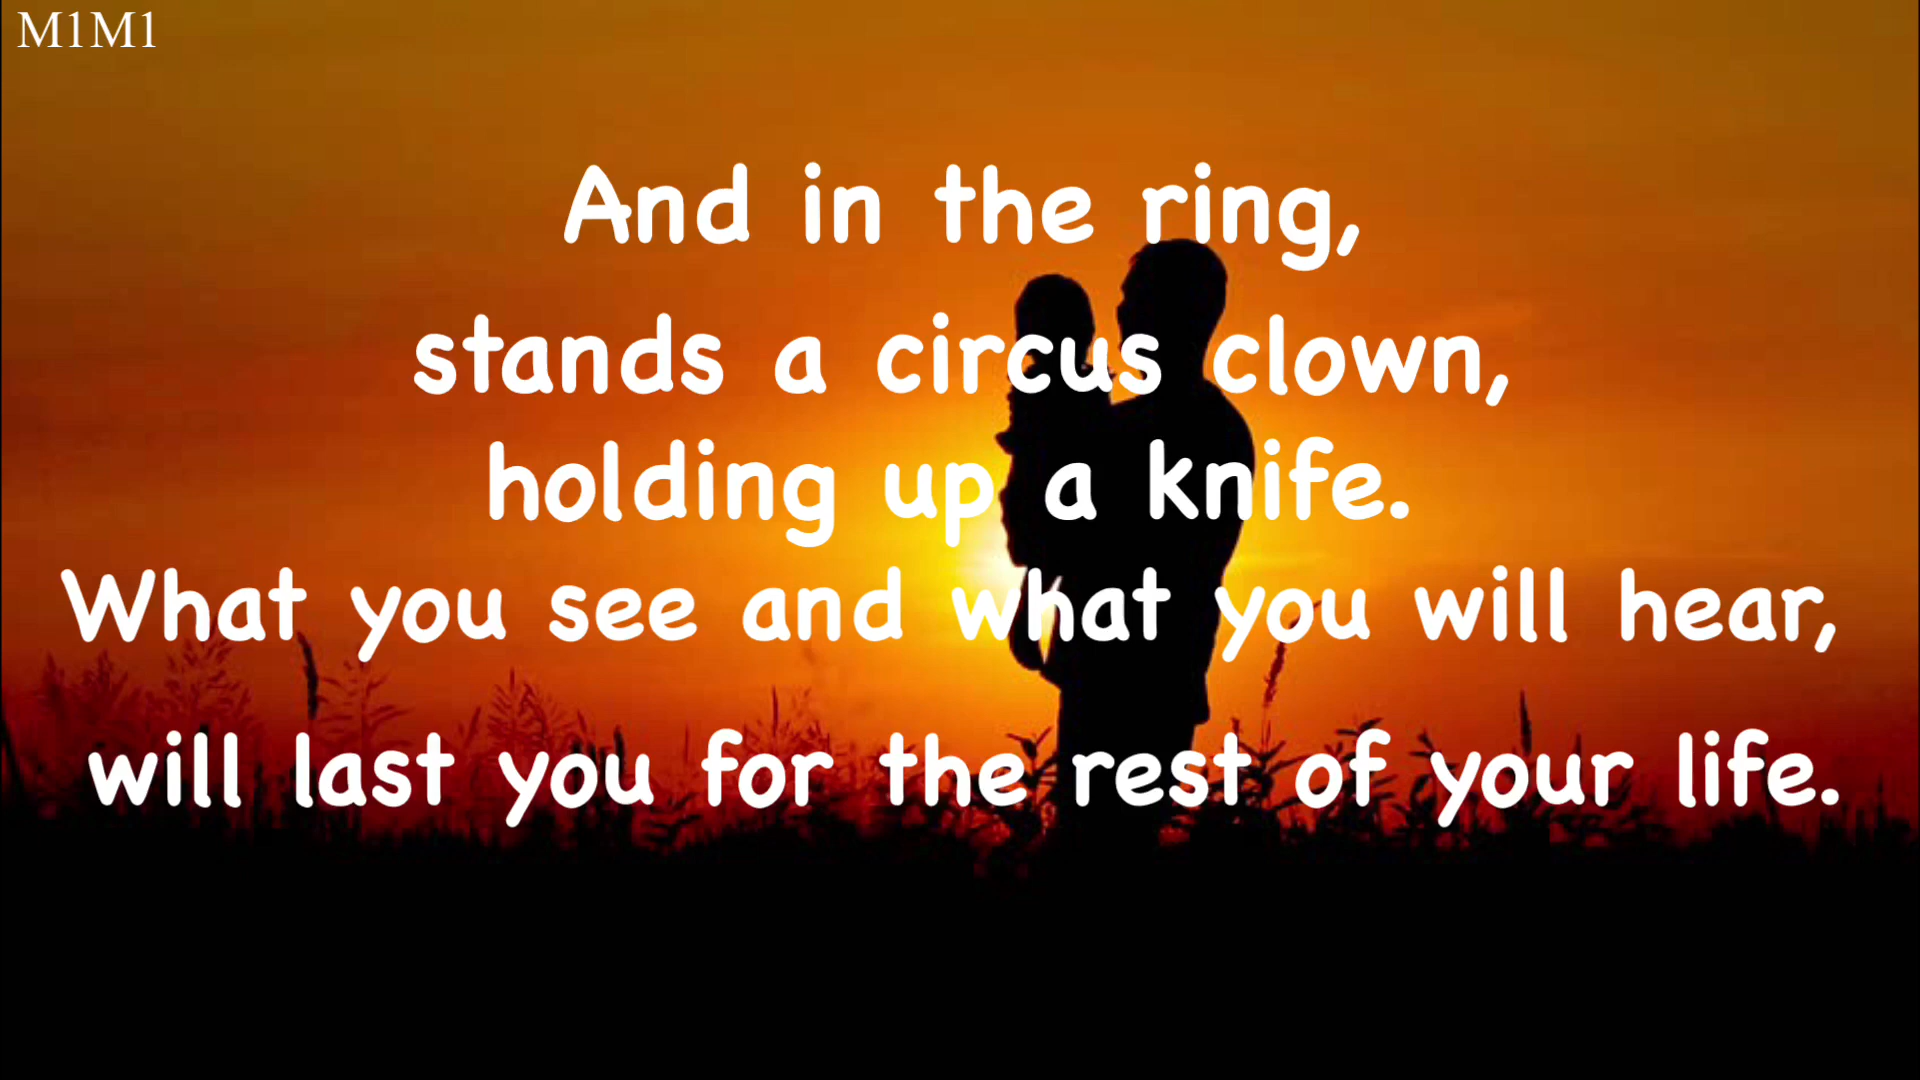 M1M1
And in the ring,
stands a circus clown,
holding up a knife.
What you see and what you will hear,
will last you for the rest of your life.